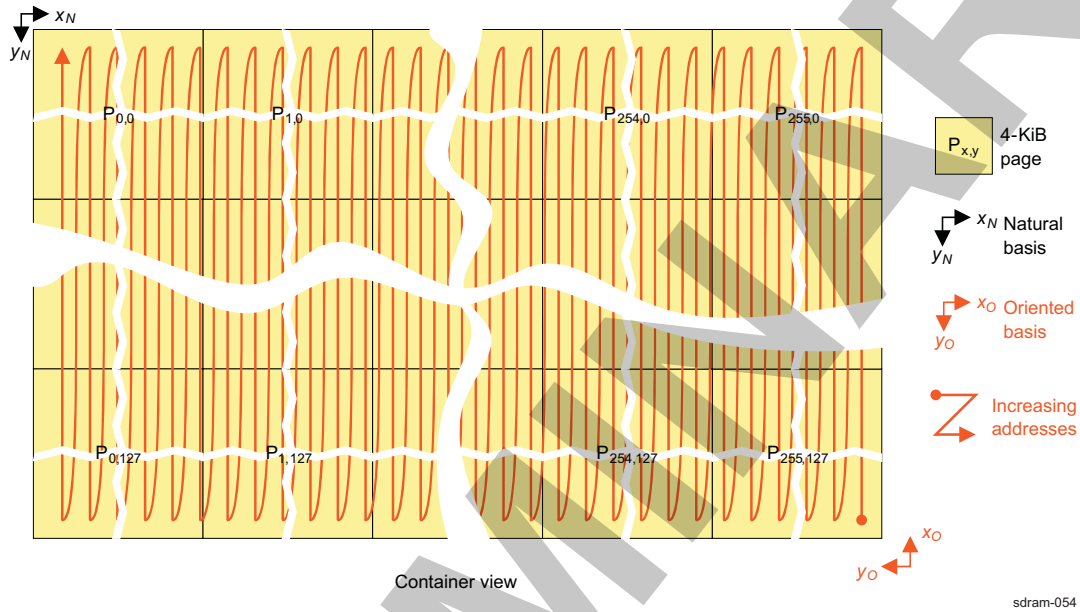 x_N
y_N
P_0,0
P_1,0
P_254,0
P_255,0
P_x,y
4-KiB
page
x_N
y_N
Natural
basis
x_O
y_O
Oriented
basis
Increasing
addresses
P_0,127
P_1,127
P_254,127
P_255,127
x_O
y_O
Container view
sdram-054